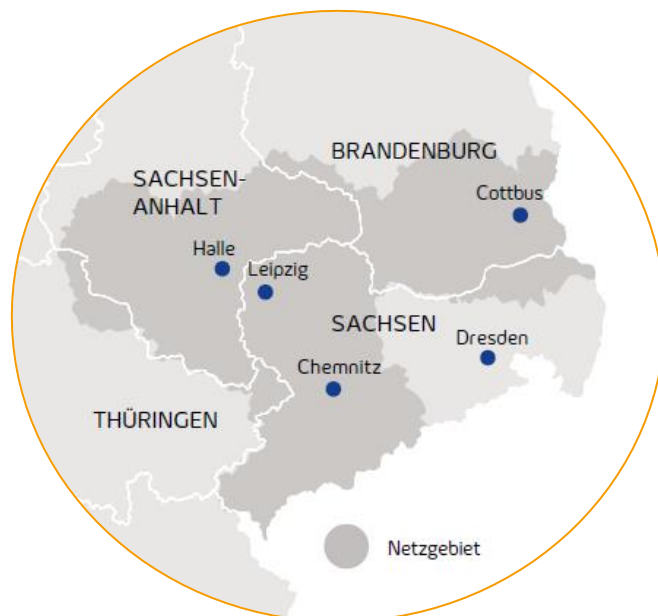 BRANDENBURG
SACHSEN-
ANHALT
Cottbus
Halle
Leipzig
SACHSEN
Dresden
Chemnitz
THÜRINGEN
Netzgebiet